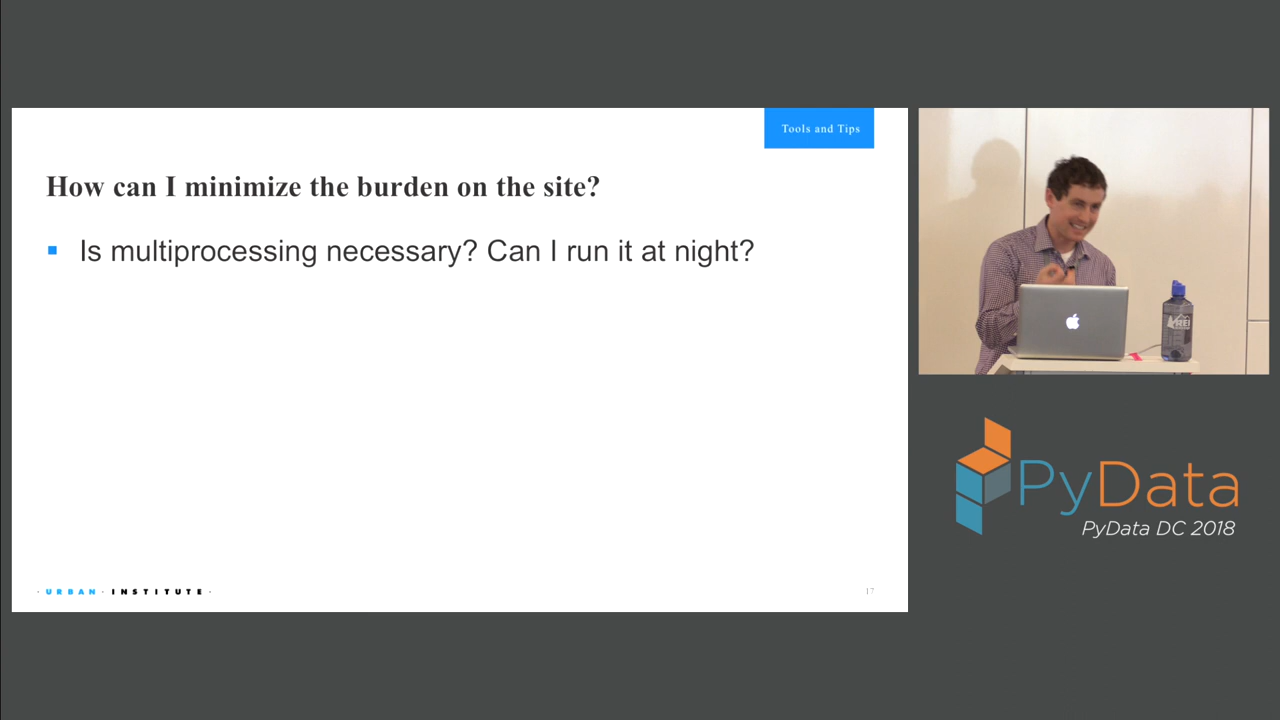 Tools and Tips
How can I minimize the burden on the site?
Is multiprocessing necessary? Can I run it at night?
· URBAN · INSTITUTE ·
17
REI
PyData
PyData DC 2018